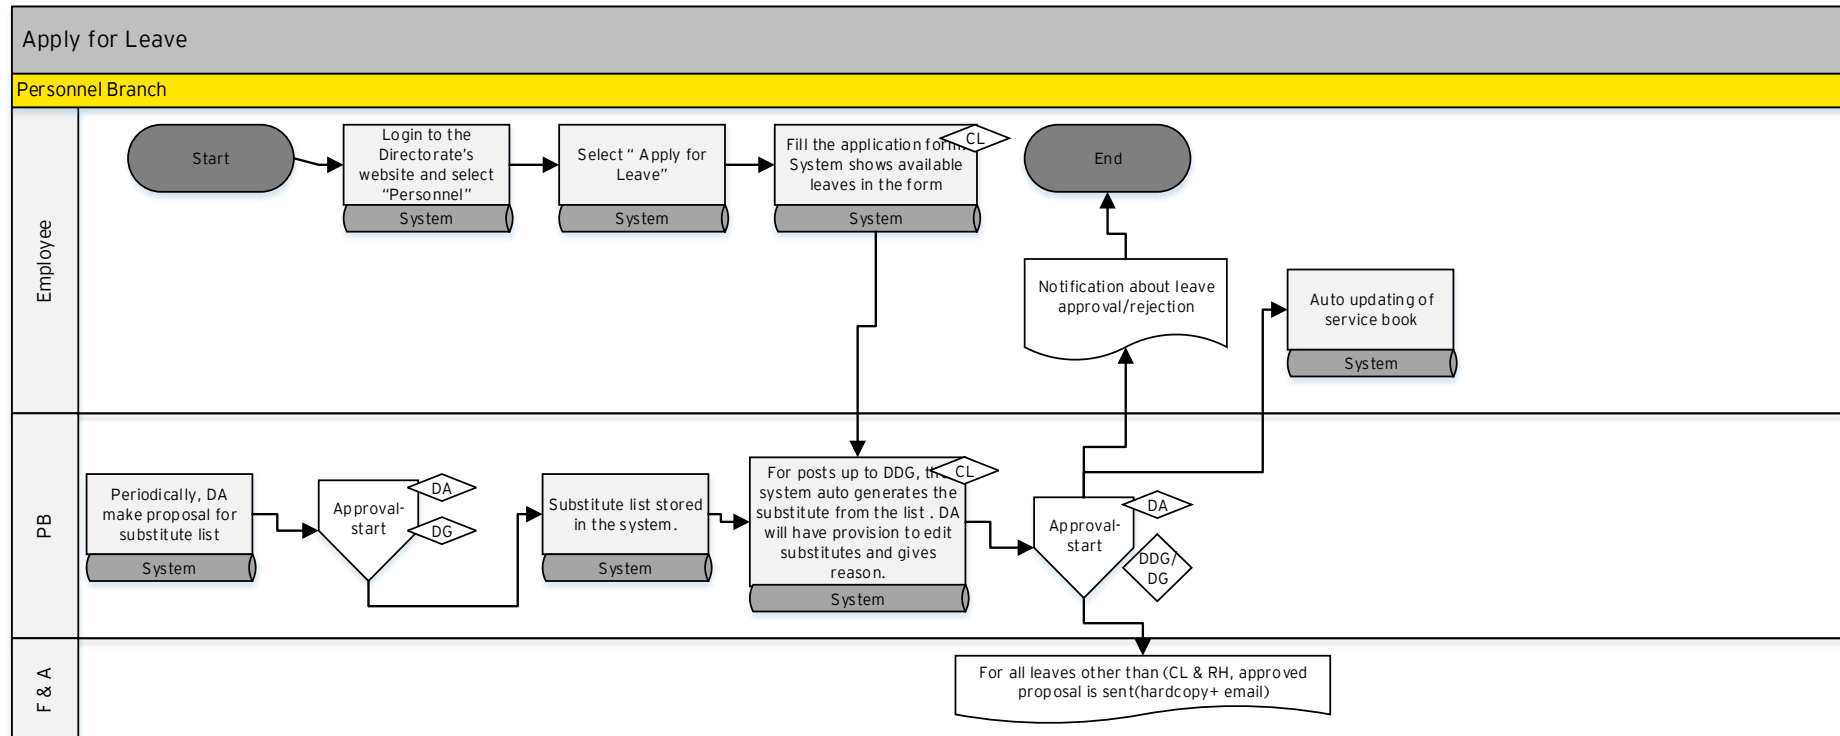 Apply for Leave
Personnel Branch
Employee
Start
Login to the
Directorate's
website and select
"Personnel"
System
Select " Apply for
Leave"
System
Fill the application form.
System shows available
leaves in the form
CL
System
End
Notification about leave
approval/rejection
Auto updating of
service book
System
PB
Periodically, DA
make proposal for
substitute list
System
Approval-
start
DA
DG
Substitute list stored
in the system.
System
For posts up to DDG,
CL
system auto generates the
substitute from the list . DA
will have provision to edit
substitutes and gives
reason.
System
Approval-
start
DA
DDG/
DG
F & A
For all leaves other than (CL & RH, approved
proposal is sent(hardcopy+ email)